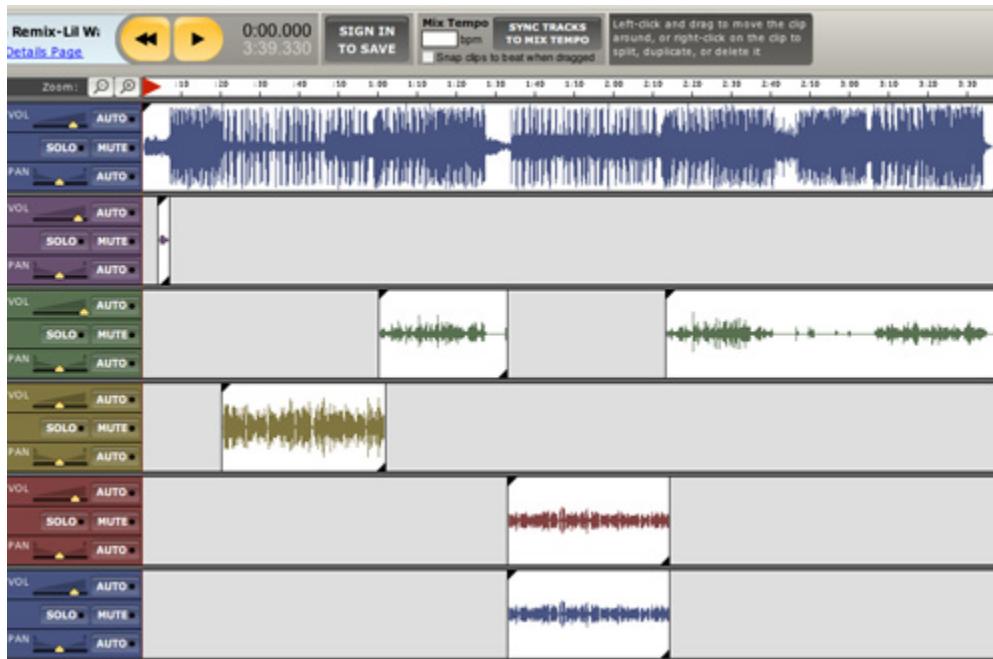 Remix-Lil Wa
Details Page
0:00.000
3:39.330
SIGN IN
TO SAVE
Mix Tempo
bpm
SYNC TRACKS
TO MIX TEMPO
Snap clips to beat when dragged
Left-click and drag to move the clip
around, or right-click on the clip to
split, duplicate, or delete it
Zoom: :10 :20 :30 :40 :50 1:00 1:10 1:20 1:30 1:40 1:50 2:00 2:10 2:20 2:30 2:40 2:50 3:00 3:10 3:20 3:30
VOL AUTO
SOLO MUTE
PAN AUTO
VOL AUTO
SOLO MUTE
PAN AUTO
VOL AUTO
SOLO MUTE
PAN AUTO
VOL AUTO
SOLO MUTE
PAN AUTO
VOL AUTO
SOLO MUTE
PAN AUTO
VOL AUTO
SOLO MUTE
PAN AUTO